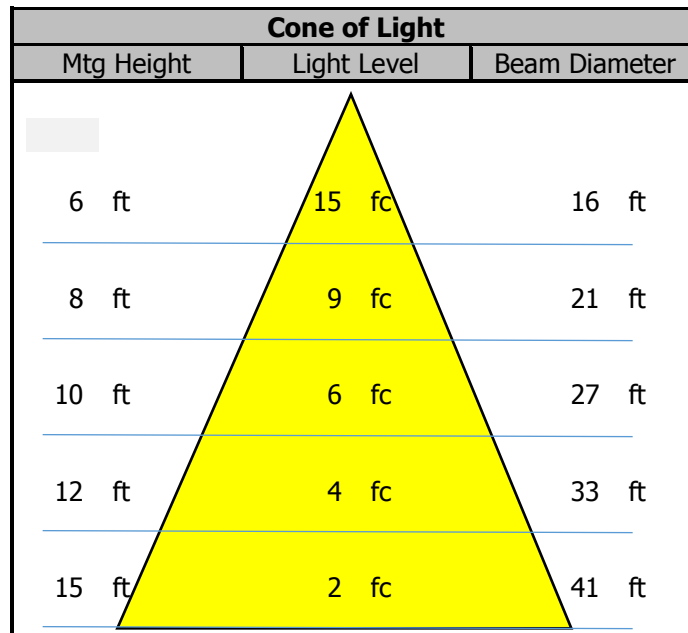 Cone of Light
Mtg Height Light Level Beam Diameter
6 ft 15 fc 16 ft
8 ft 9 fc 21 ft
10 ft 6 fc 27 ft
12 ft 4 fc 33 ft
15 ft 2 fc 41 ft